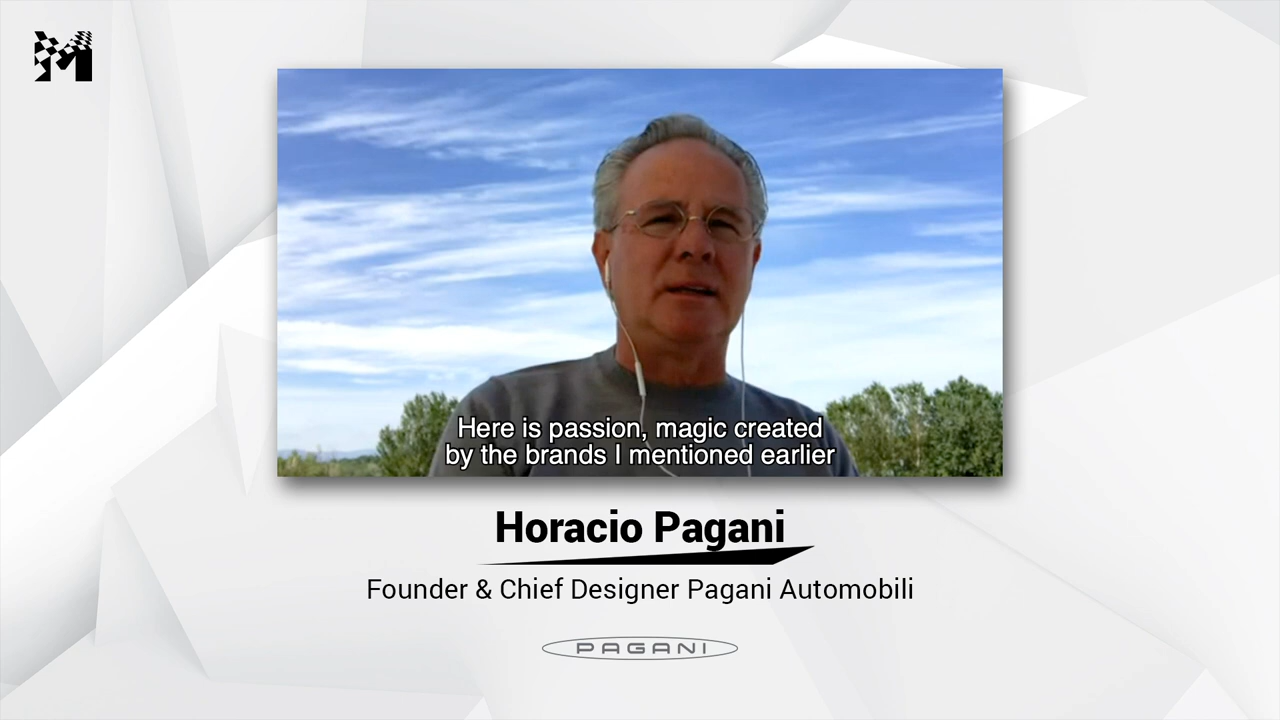 Here is passion, magic created
by the brands I mentioned earlier
Horacio Pagani
Founder & Chief Designer Pagani Automobili
PAGANI